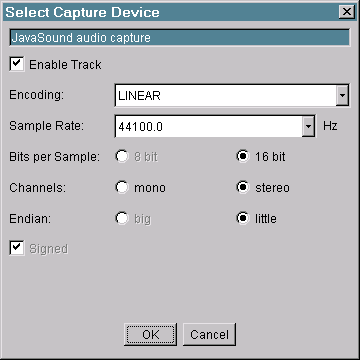 Select Capture Device
JavaSound audio capture
Enable Track
Encoding: LINEAR
Sample Rate: 44100.0 Hz
Bits per Sample: 8 bit 16 bit
Channels: mono stereo
Endian: big little
Signed
OK Cancel